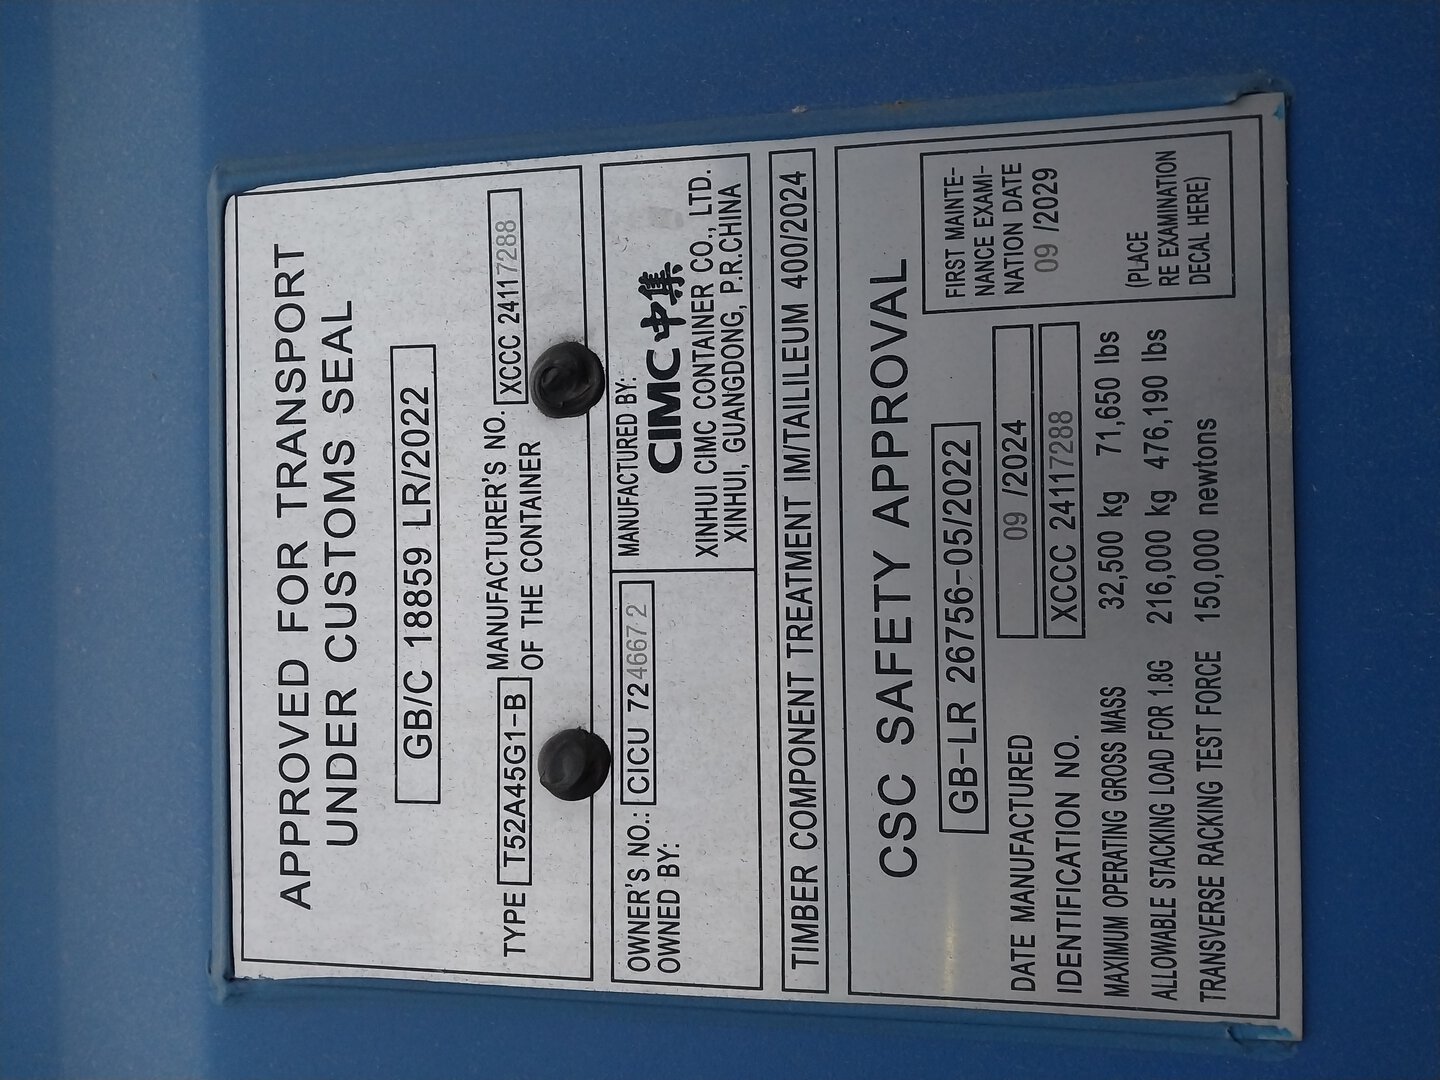 APPROVED FOR TRANSPORT
UNDER CUSTOMS SEAL
GB/C 18859 LR/2022
TYPE T52A45G1-B MANUFACTURER'S NO. XCCC 24117288
OF THE CONTAINER
OWNER'S NO.: CICU 724667 2
OWNED BY:
MANUFACTURED BY:
CIMC 中集
XINHUI CIMC CONTAINER CO., LTD.
XINHUI, GUANGDONG, P.R.CHINA
TIMBER COMPONENT TREATMENT IM/TAILILEUM 400/2024
CSC SAFETY APPROVAL
GB-LR 26756-05/2022
DATE MANUFACTURED 09 /2024
IDENTIFICATION NO. XCCC 24117288
MAXIMUM OPERATING GROSS MASS 32,500 kg 71,650 lbs
ALLOWABLE STACKING LOAD FOR 1.8G 216,000 kg 476,190 lbs
TRANSVERSE RACKING TEST FORCE 150,000 newtons
FIRST MAINTE-
NANCE EXAMI-
NATION DATE
09 /2029
(PLACE
RE EXAMINATION
DECAL HERE)